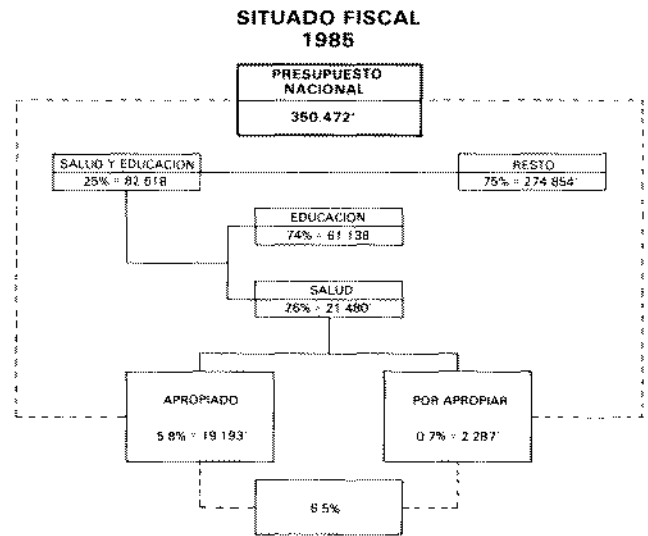 SITUADO FISCAL
1985
PRESUPUESTO
NACIONAL
350.472'
SALUD Y EDUCACION
25% = 82 618
RESTO
75% = 274 854'
EDUCACION
74% = 61 138
SALUD
26% = 21 480'
APROPIADO
5.8% = 19 193'
POR APROPIAR
0.7% = 2 287'
6.5%